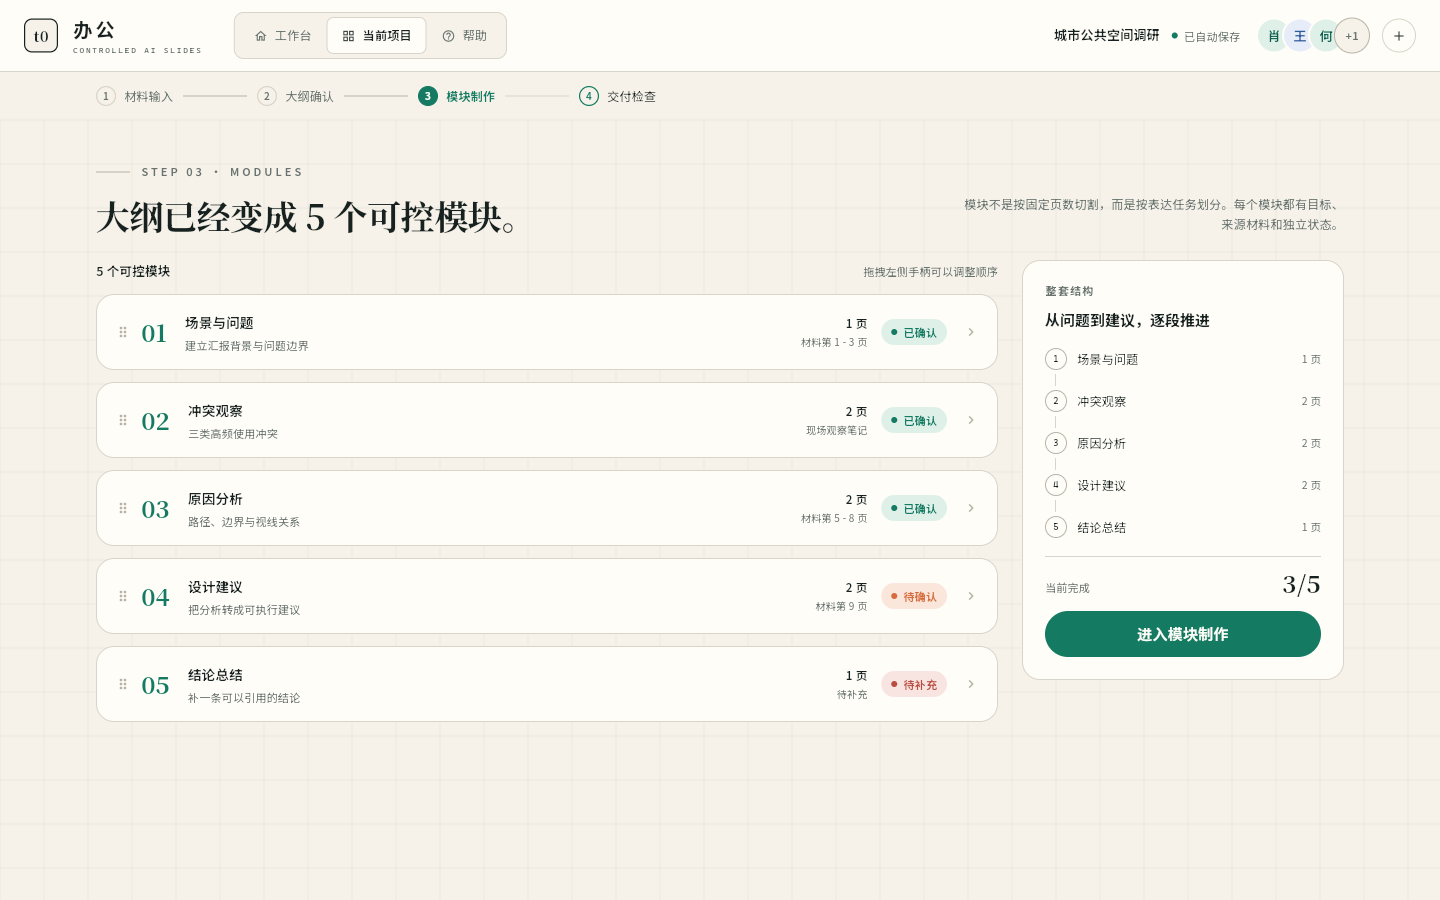 t0
办公
CONTROLLED AI SLIDES
工作台
当前项目
帮助
城市公共空间调研
已自动保存
肖
王
何
+1
1 材料输入
2 大纲确认
3 模块制作
4 交付检查
STEP 03 · MODULES
大纲已经变成 5 个可控模块。
模块不是按固定页数切割，而是按表达任务划分。每个模块都有目标、
来源材料和独立状态。
5 个可控模块
拖拽左侧手柄可以调整顺序
01
场景与问题
建立汇报背景与问题边界
1 页
材料第 1 - 3 页
已确认
02
冲突观察
三类高频使用冲突
2 页
现场观察笔记
已确认
03
原因分析
路径、边界与视线关系
2 页
材料第 5 - 8 页
已确认
04
设计建议
把分析转成可执行建议
2 页
材料第 9 页
待确认
05
结论总结
补一条可以引用的结论
1 页
待补充
待补充
整套结构
从问题到建议，逐段推进
1 场景与问题 1 页
2 冲突观察 2 页
3 原因分析 2 页
4 设计建议 2 页
5 结论总结 1 页
当前完成 3/5
进入模块制作